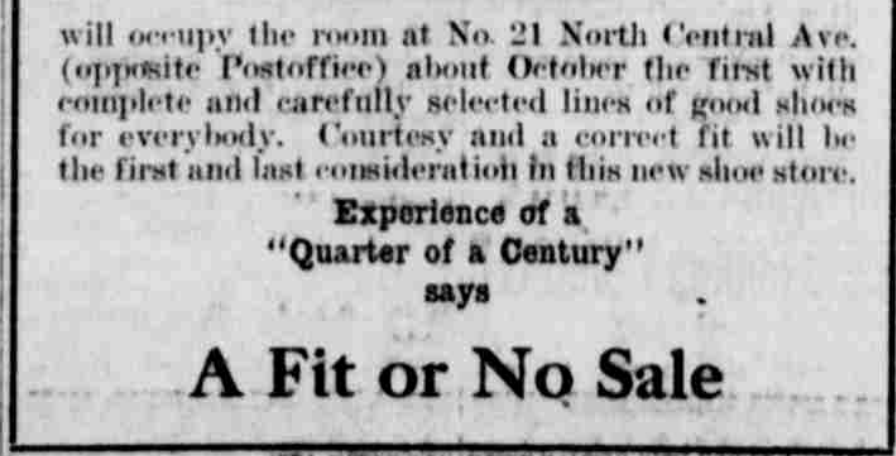 will occupy the room at No. 21 North Central Ave.
(opposite Postoffice) about October the first with
complete and carefully selected lines of good shoes
for everybody. Courtesy and a correct fit will be
the first and last consideration in this new shoe store.
Experience of a
"Quarter of a Century"
says
A Fit or No Sale